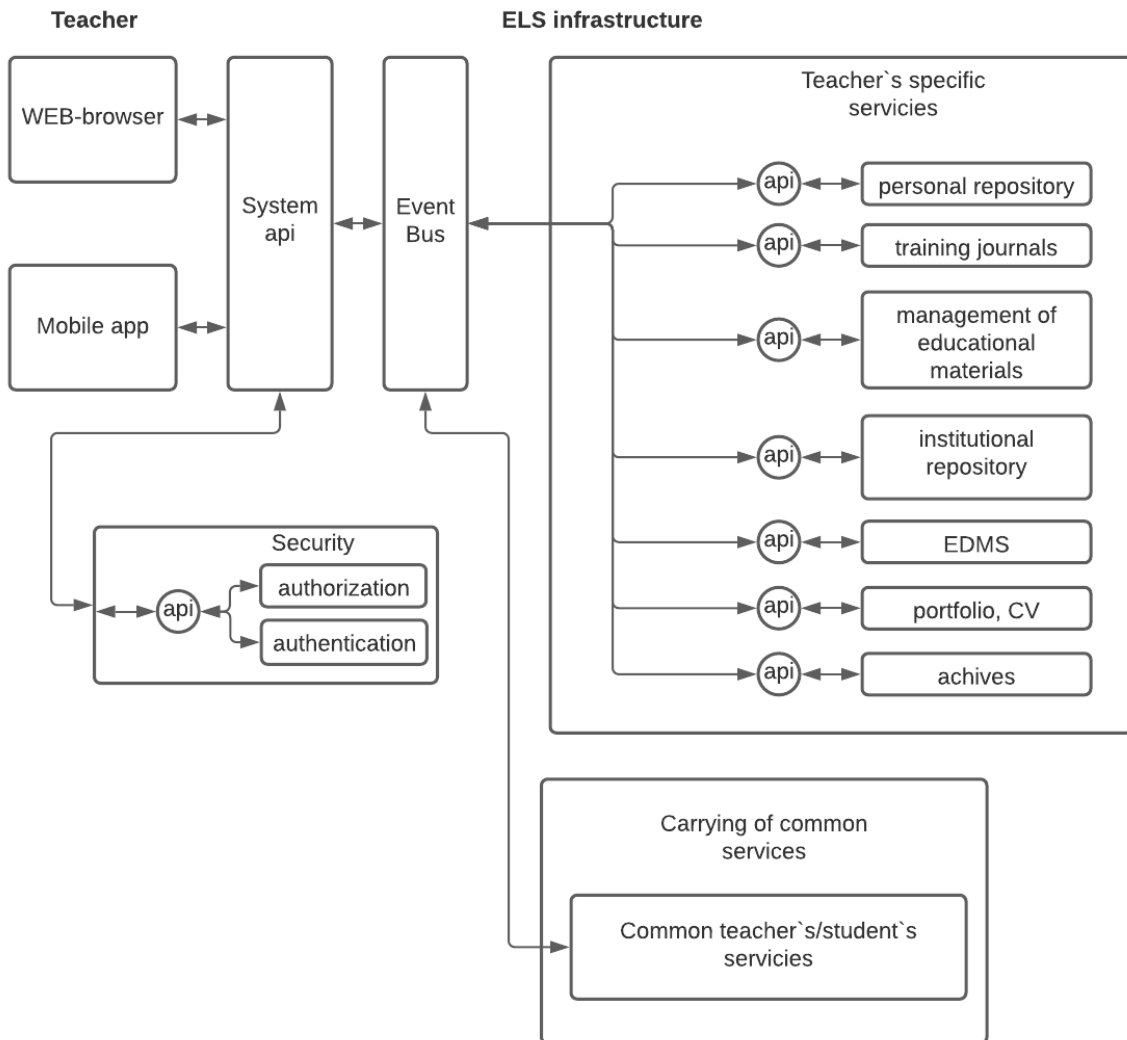 Teacher
ELS infrastructure
WEB-browser
Mobile app
System
api
Event
Bus
Teacher`s specific
servicies
api
personal repository
api
training journals
api
management of
educational
materials
api
institutional
repository
api
EDMS
api
portfolio, CV
api
achives
Security
api
authorization
authentication
Carrying of common
services
Common teacher`s/student`s
servicies